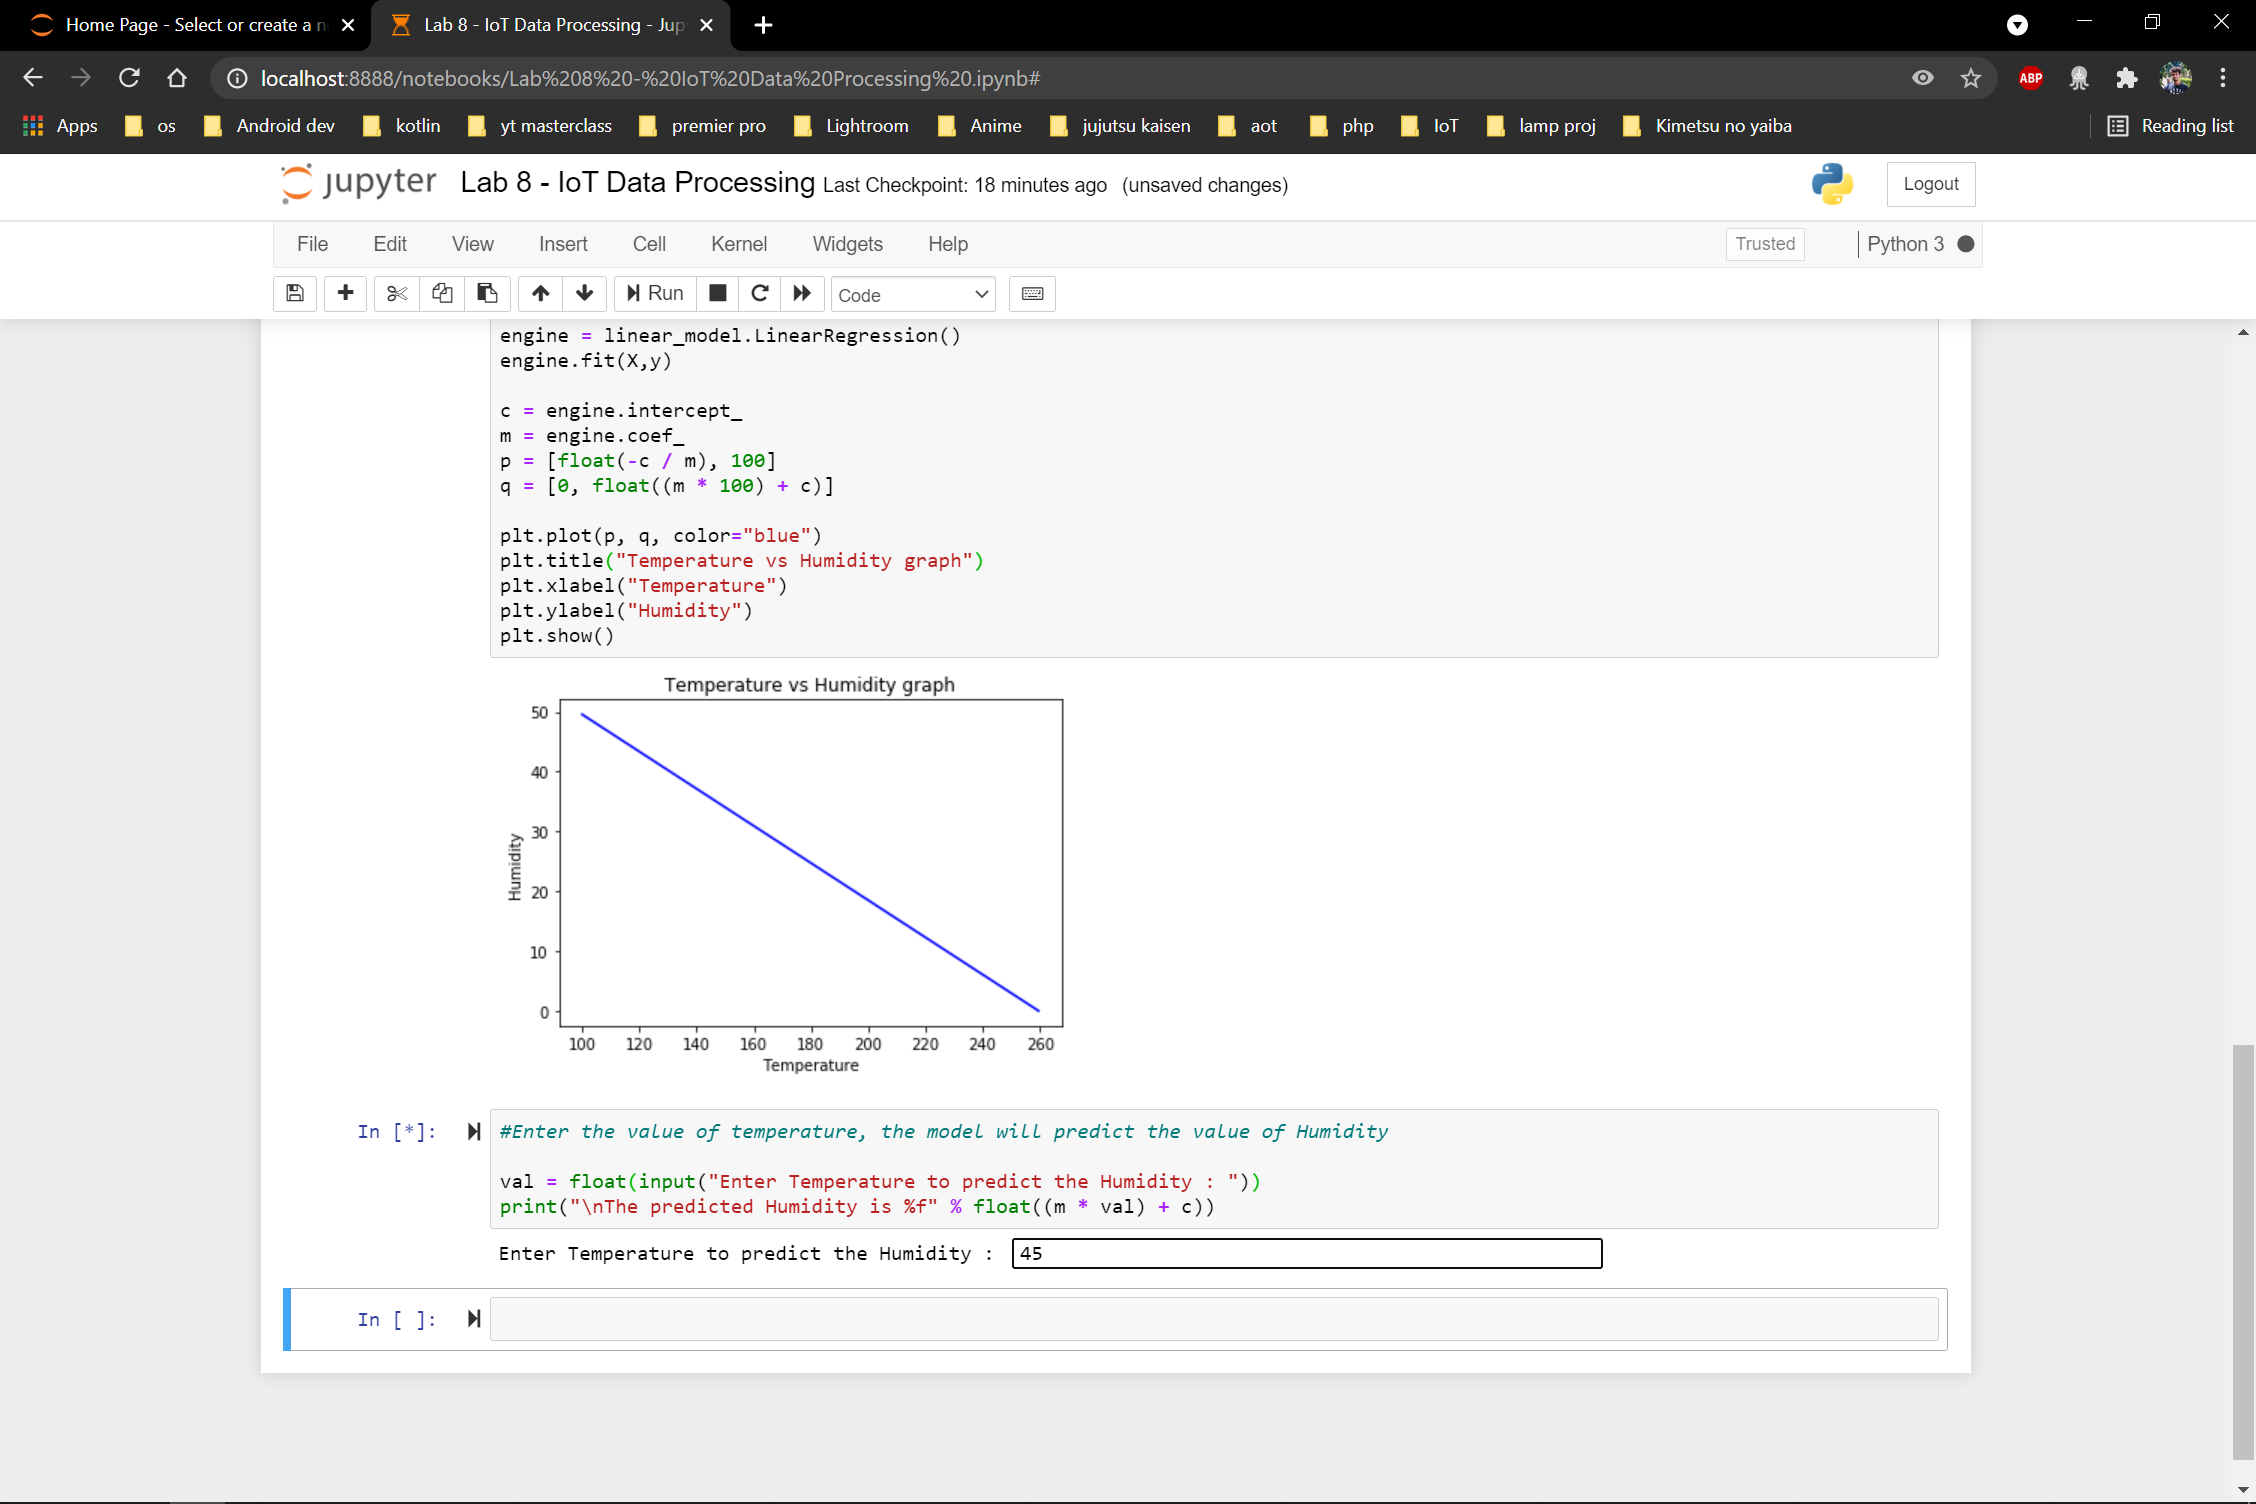 Home Page - Select or create a n
Lab 8 - IoT Data Processing - Jup
localhost:8888/notebooks/Lab%208%20-%20IoT%20Data%20Processing%20.ipynb#
ABP
Apps os Android dev kotlin yt masterclass premier pro Lightroom Anime jujutsu kaisen aot php IoT lamp proj Kimetsu no yaiba Reading list
jupyter Lab 8 - IoT Data Processing Last Checkpoint: 18 minutes ago (unsaved changes) Logout
File Edit View Insert Cell Kernel Widgets Help Trusted Python 3
Run Code
engine = linear_model.LinearRegression()
engine.fit(X,y)
c = engine.intercept_
m = engine.coef_
p = [float(-c / m), 100]
q = [0, float((m * 100) + c)]
plt.plot(p, q, color="blue")
plt.title("Temperature vs Humidity graph")
plt.xlabel("Temperature")
plt.ylabel("Humidity")
plt.show()
Temperature vs Humidity graph
50
40
30
20
10
0
Humidity
100 120 140 160 180 200 220 240 260
Temperature
In [*]:
#Enter the value of temperature, the model will predict the value of Humidity
val = float(input("Enter Temperature to predict the Humidity : "))
print("\nThe predicted Humidity is %f" % float((m * val) + c))
Enter Temperature to predict the Humidity : 45
In [ ]: